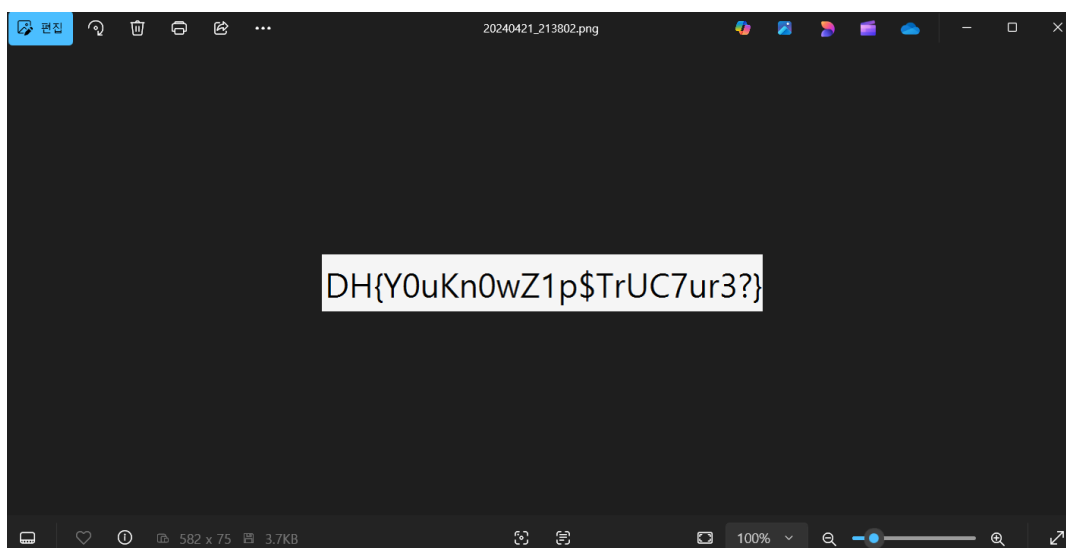 편집
20240421_213802.png
DH{Y0uKn0wZ1p$TrUC7ur3?}
582 x 75
3.7KB
100%